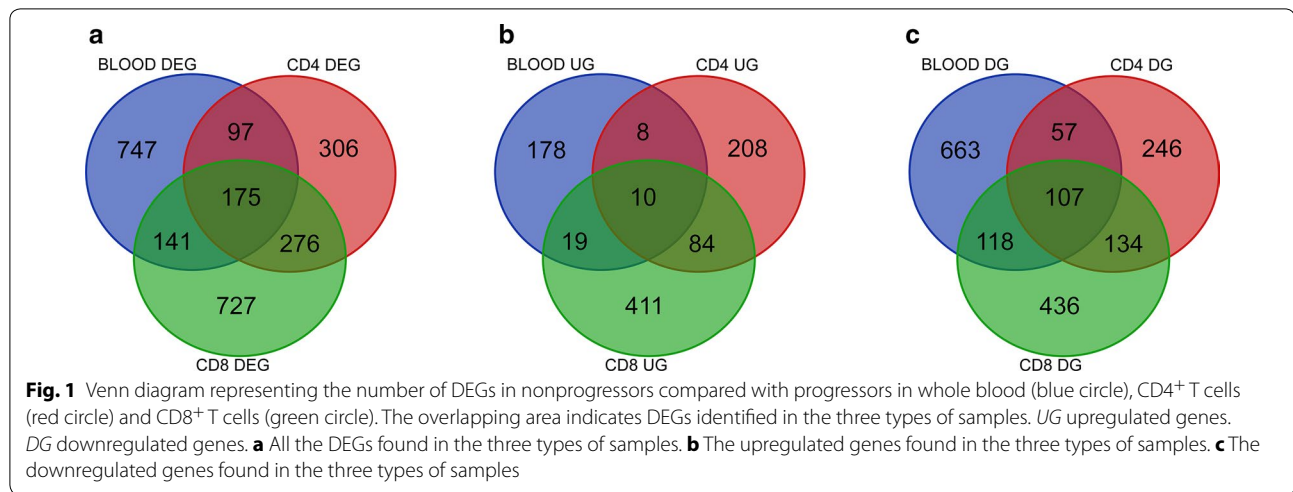 a
b
c
BLOOD DEG
CD4 DEG
BLOOD UG
CD4 UG
BLOOD DG
CD4 DG
747
97
306
175
141
276
727
CD8 DEG
178
8
208
10
19
84
411
CD8 UG
663
57
246
107
118
134
436
CD8 DG
Fig. 1 Venn diagram representing the number of DEGs in nonprogressors compared with progressors in whole blood (blue circle), CD4+ T cells
(red circle) and CD8+ T cells (green circle). The overlapping area indicates DEGs identified in the three types of samples. UG upregulated genes.
DG downregulated genes. a All the DEGs found in the three types of samples. b The upregulated genes found in the three types of samples. c The
downregulated genes found in the three types of samples